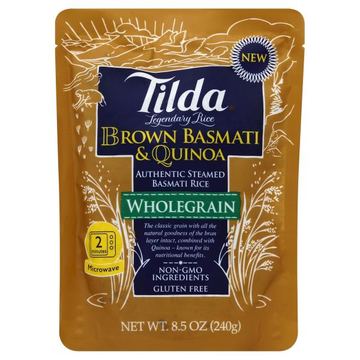 NEW
Tilda
Legendary Rice
BROWN BASMATI
& QUINOA
AUTHENTIC STEAMED
BASMATI RICE
WHOLEGRAIN
The classic grain with all the
natural goodness of the bran
layer intact, combined with
Quinoa – known for its
nutritional benefits.
2
minutes
Microwave
NON-GMO
INGREDIENTS
GLUTEN FREE
NET WT. 8.5 OZ (240g)